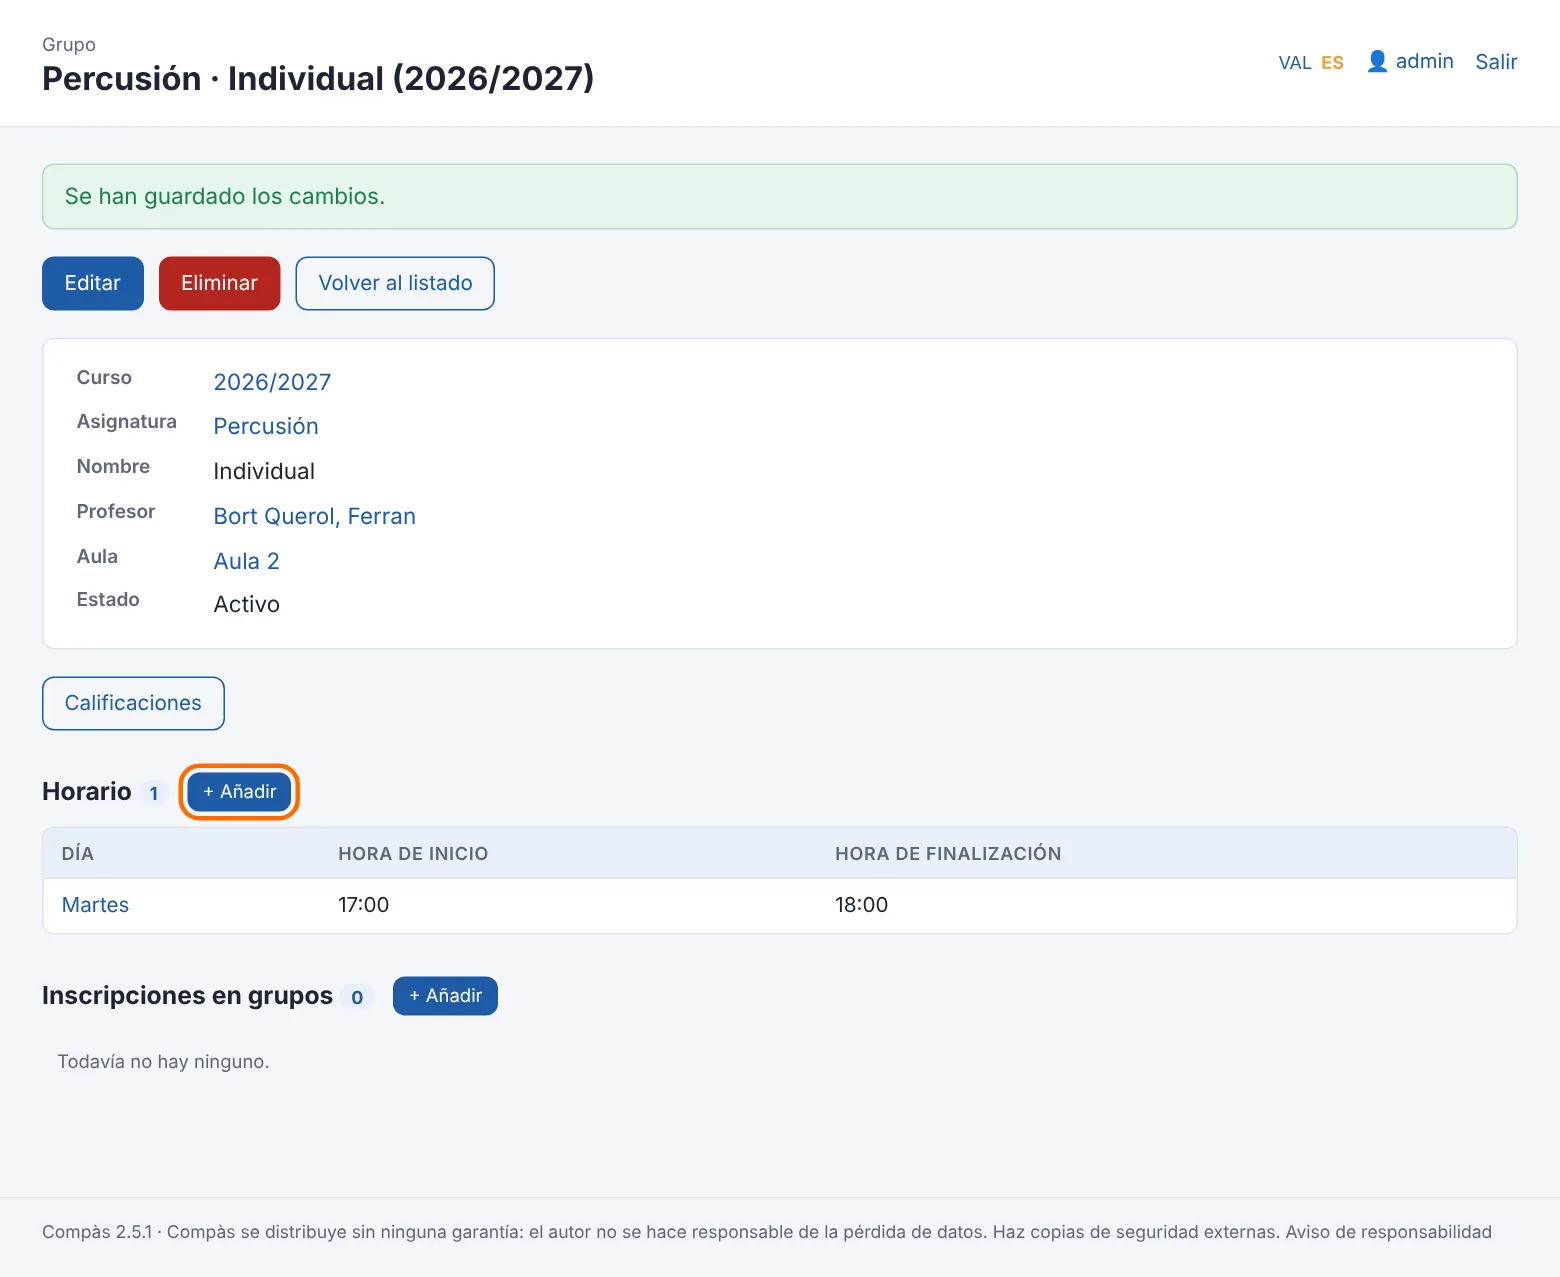 Grupo
Percusión · Individual (2026/2027)
VAL ES admin Salir
Se han guardado los cambios.
Editar Eliminar Volver al listado
Curso 2026/2027
Asignatura Percusión
Nombre Individual
Profesor Bort Querol, Ferran
Aula Aula 2
Estado Activo
Calificaciones
Horario 1 + Añadir
DÍA HORA DE INICIO HORA DE FINALIZACIÓN
Martes 17:00 18:00
Inscripciones en grupos 0 + Añadir
Todavía no hay ninguno.
Compàs 2.5.1 · Compàs se distribuye sin ninguna garantía: el autor no se hace responsable de la pérdida de datos. Haz copias de seguridad externas. Aviso de responsabilidad